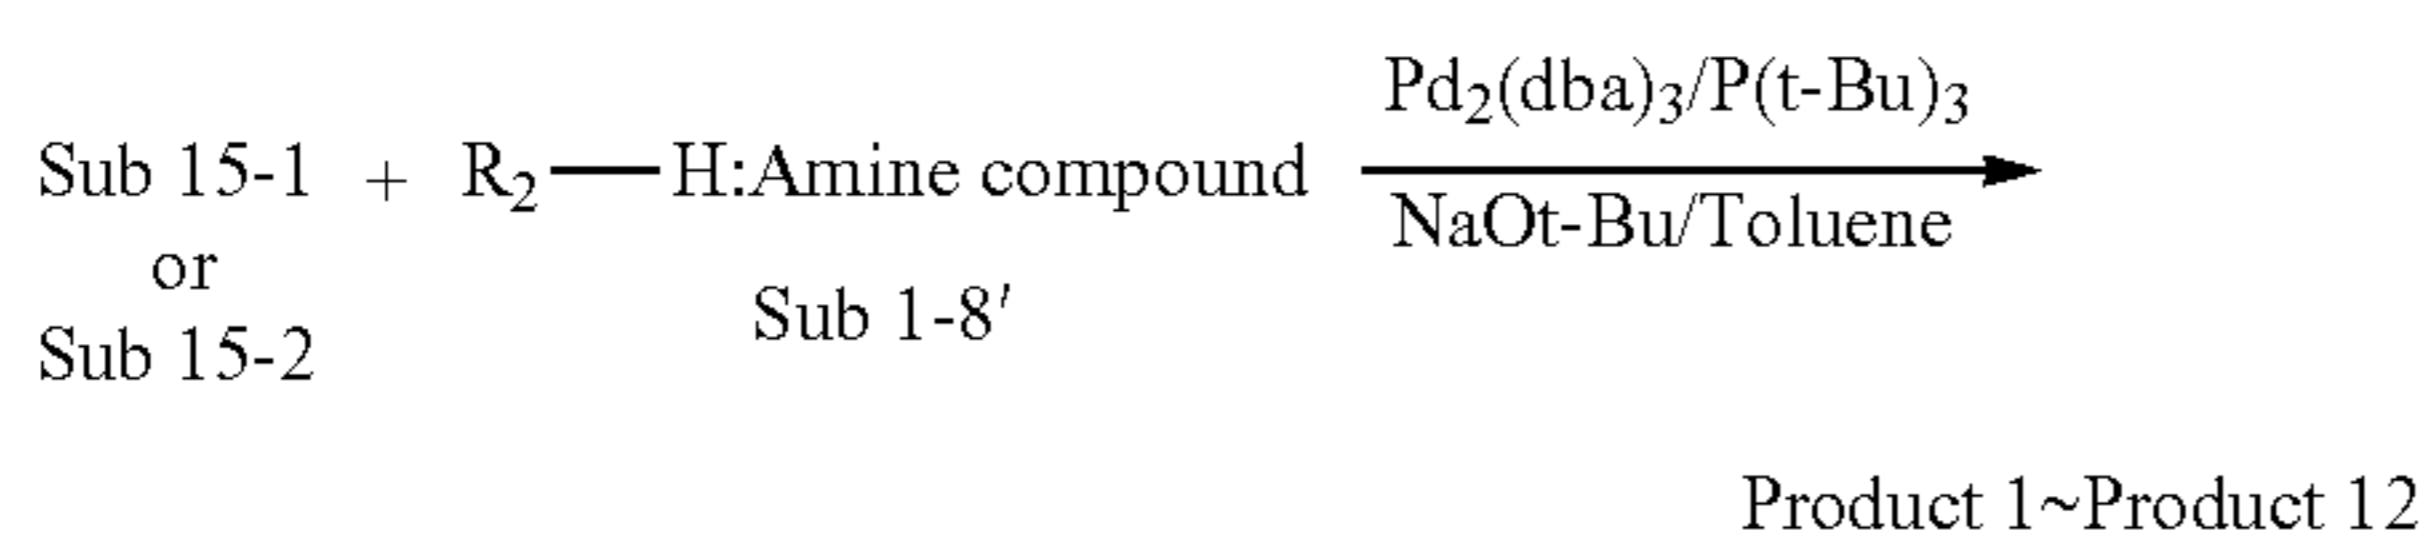 Pd₂(dba)₃/P(t-Bu)₃
Sub 15-1 + R₂—H:Amine compound
NaOt-Bu/Toluene
or
Sub 1-8′
Sub 15-2
Product 1~Product 12